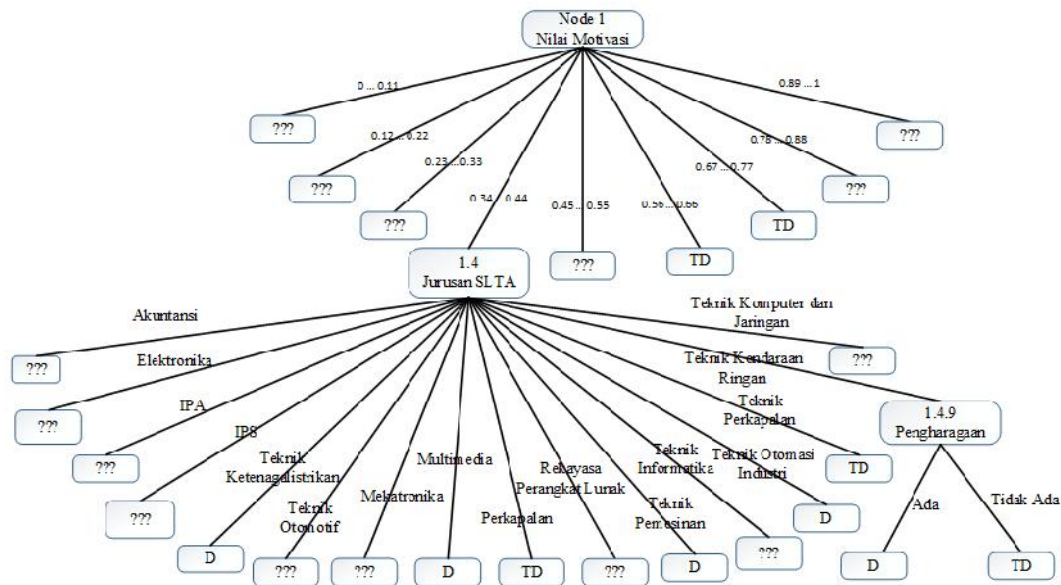 Node 1
Nilai Motivasi
0 ... 0.11
0.89 ... 1
???
???
0.12 ... 0.22
0.78 ... 0.88
0.23 ... 0.33
0.67 ... 0.77
???
???
0.34 ... 0.44
0.45 ... 0.55
0.56 ... 0.66
???
TD
1.4
Jurusan SLTA
???
TD
Akuntansi
Teknik Komputer dan
Jaringan
???
???
Elektronika
Teknik Kendaraan
Ringan
???
IPA
Teknik
Perkapalan
1.4.9
Pengharagaan
???
IPS
TD
Teknik
Ketenagalistrikan
Multimedia
Rekayasa
Perangkat Lunak
Teknik
Informatika
Teknik Otomasi
Industri
???
Teknik
Otomotif
Mekatronika
Perkapalan
Teknik
Pemesinan
D
Ada
Tidak Ada
D
???
???
???
D
TD
???
D
D
TD